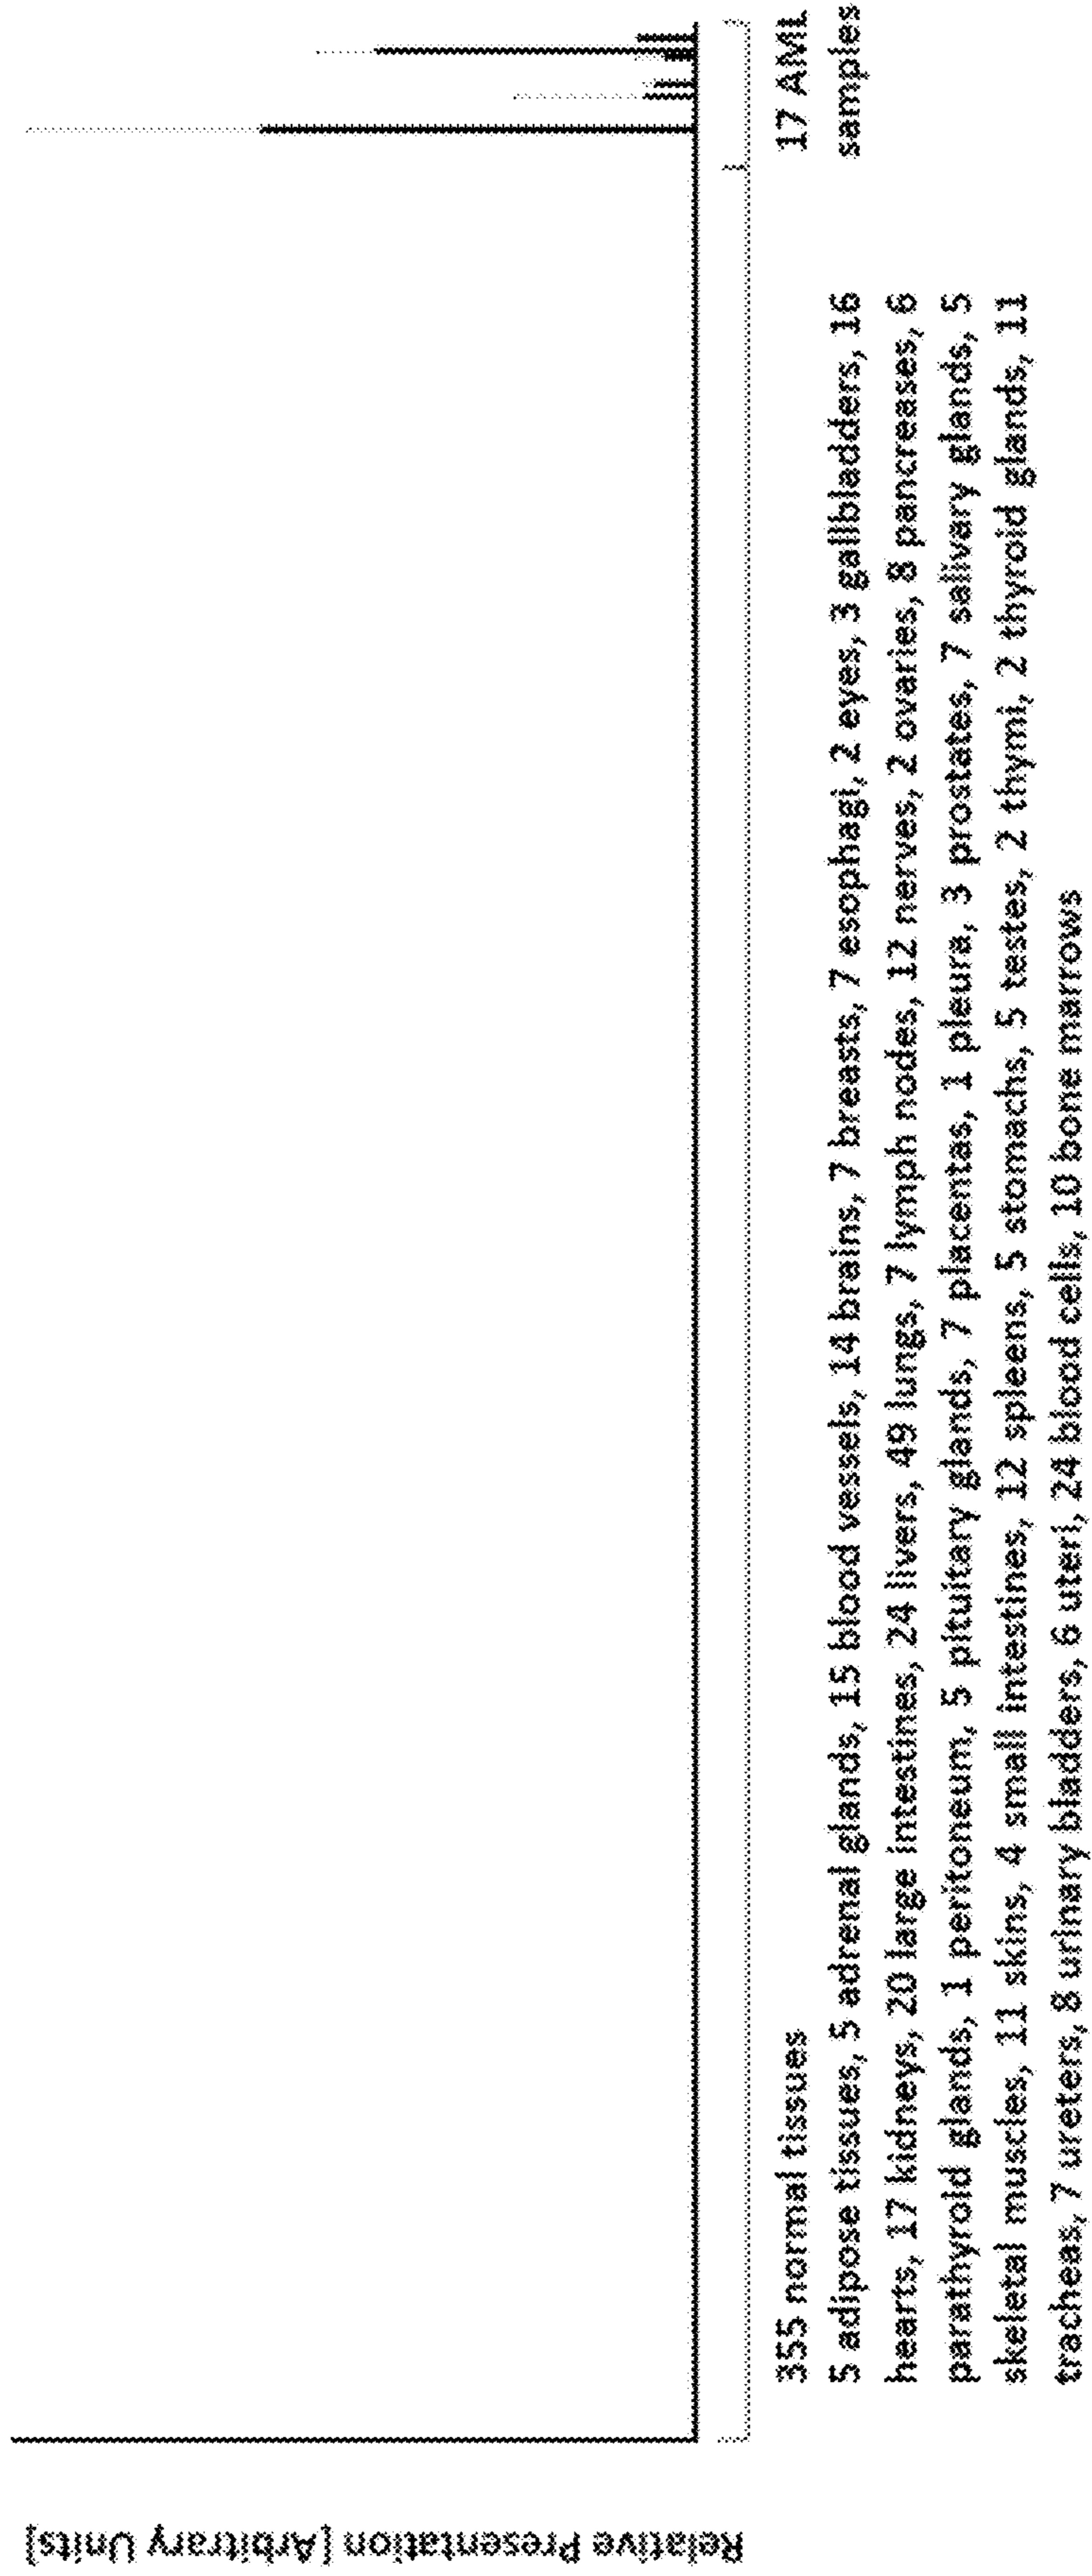 Relative Presentation [Arbitrary Units]
355 normal tissues
5 adipose tissues, 5 adrenal glands, 15 blood vessels, 14 brains, 7 breasts, 7 esophagi, 2 eyes, 3 gallbladders, 16
hearts, 17 kidneys, 20 large intestines, 24 livers, 49 lungs, 7 lymph nodes, 12 nerves, 2 ovaries, 8 pancreases, 6
parathyroid glands, 1 peritoneum, 5 pituitary glands, 7 placentas, 1 pleura, 3 prostates, 7 salivary glands, 5
skeletal muscles, 11 skins, 4 small intestines, 12 spleens, 5 stomachs, 5 testes, 2 thymi, 2 thyroid glands, 11
tracheas, 7 ureters, 8 urinary bladders, 6 uteri, 24 blood cells, 10 bone marrows
17 AML
samples